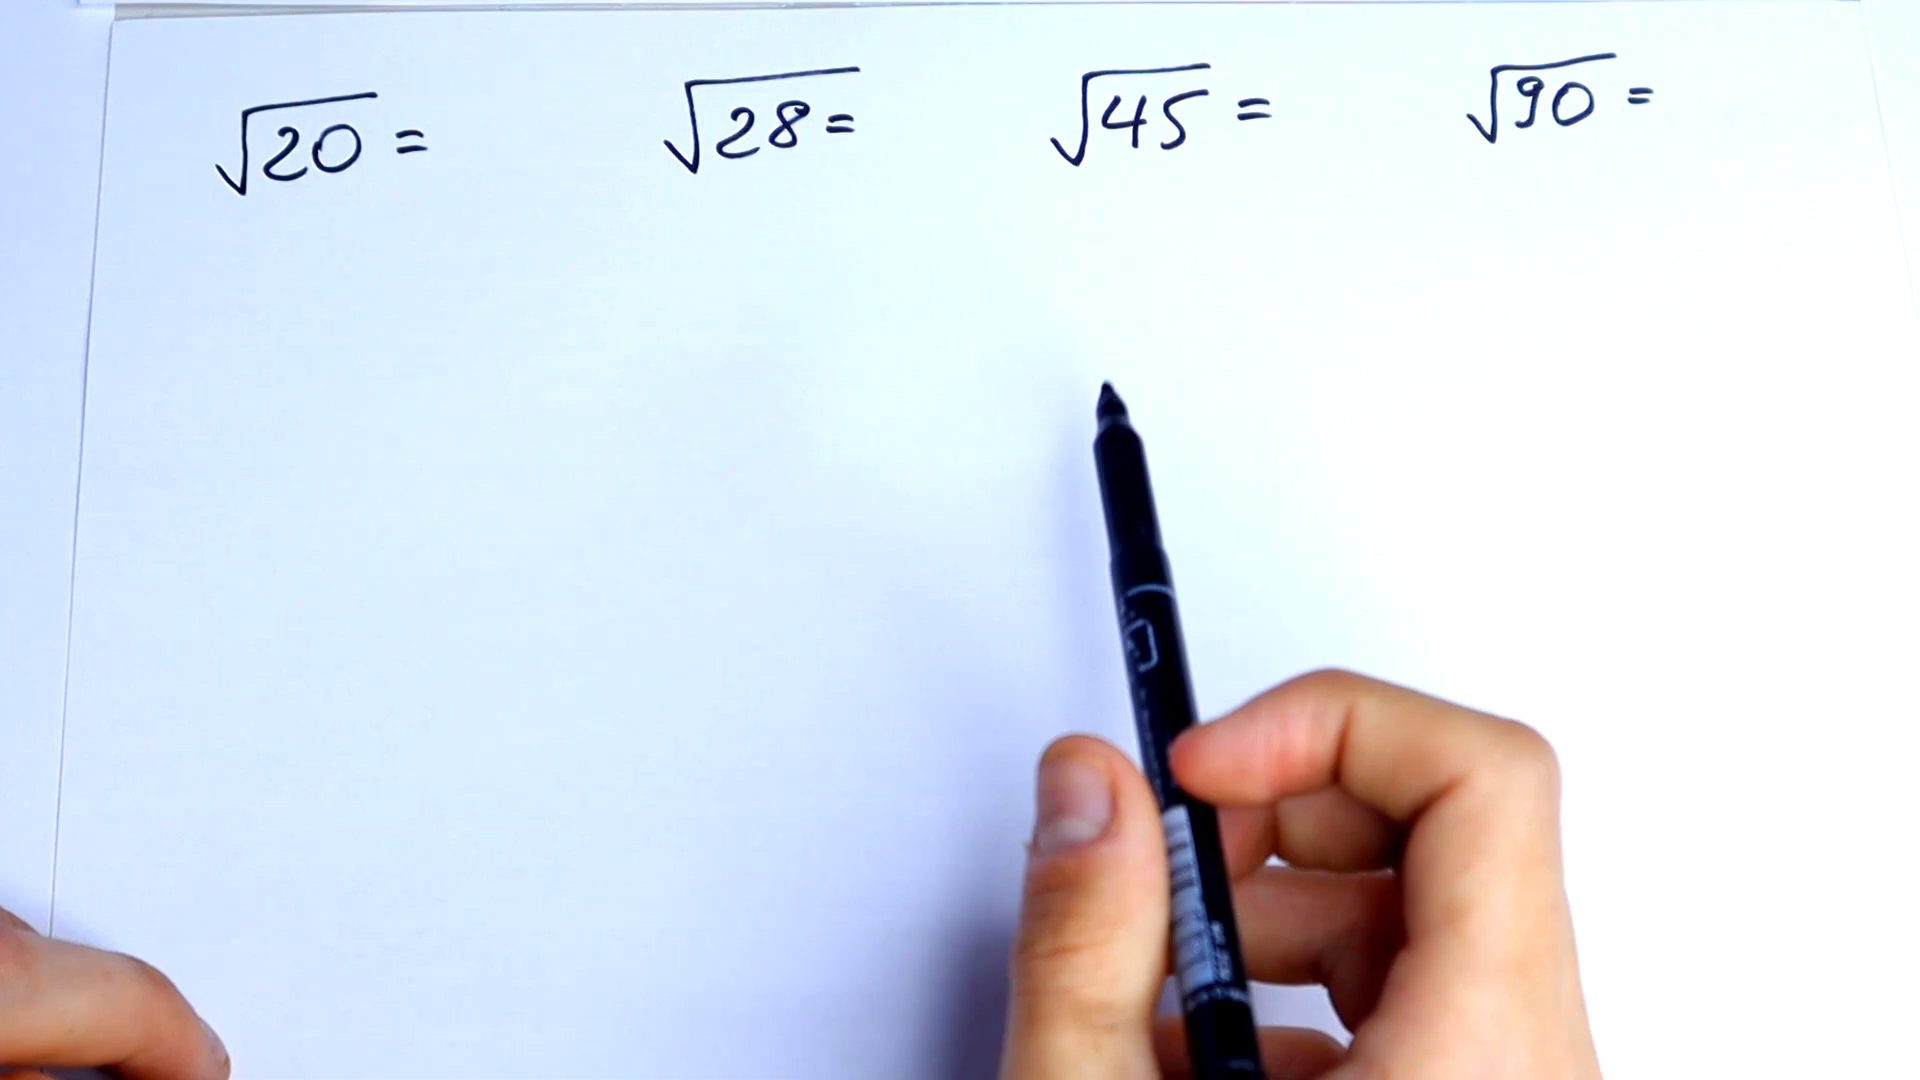 √20 = √28 = √45 = √90 =